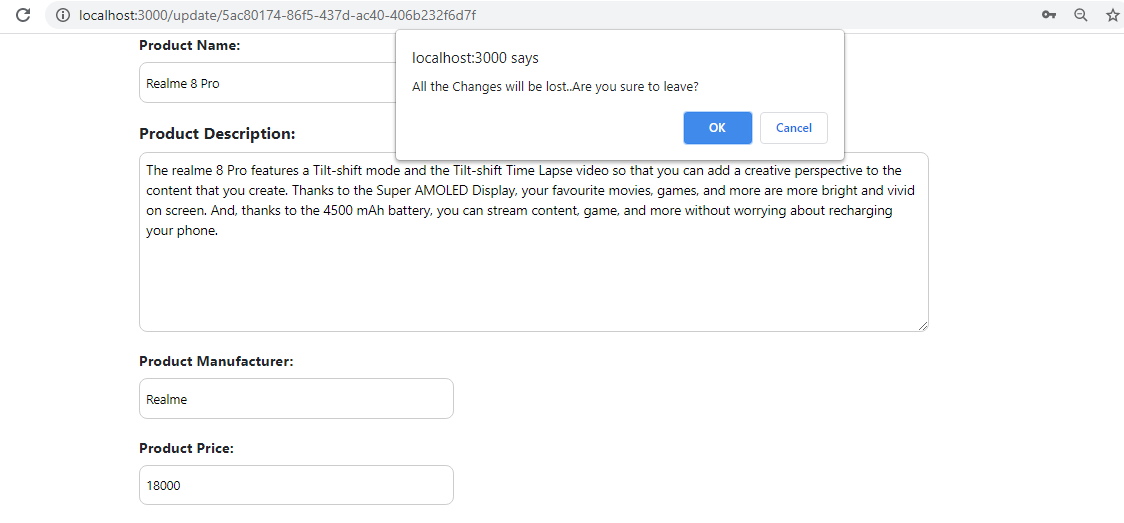 localhost:3000/update/5ac80174-86f5-437d-ac40-406b232f6d7f
Product Name:
Realme 8 Pro
localhost:3000 says
All the Changes will be lost..Are you sure to leave?
OK
Cancel
Product Description:
The realme 8 Pro features a Tilt-shift mode and the Tilt-shift Time Lapse video so that you can add a creative perspective to the
content that you create. Thanks to the Super AMOLED Display, your favourite movies, games, and more are more bright and vivid
on screen. And, thanks to the 4500 mAh battery, you can stream content, game, and more without worrying about recharging
your phone.
Product Manufacturer:
Realme
Product Price:
18000